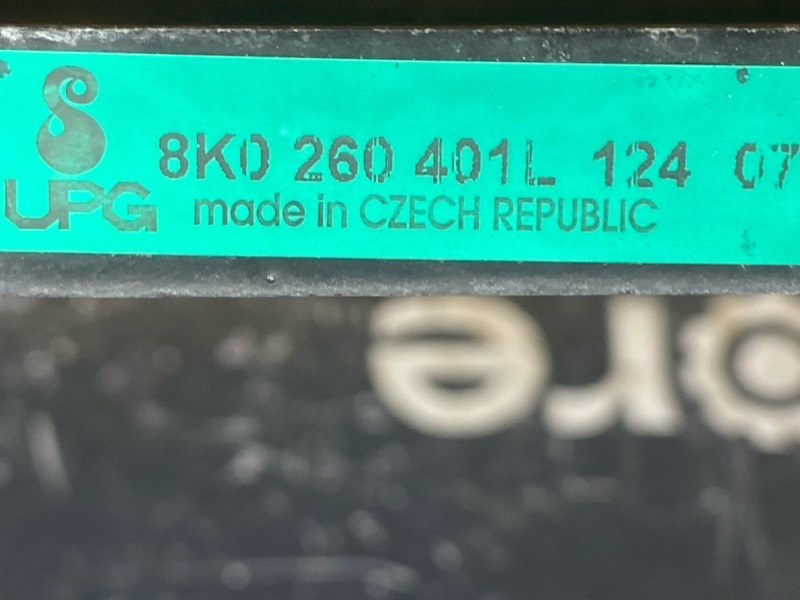 8K0 260 401L 124 07
UPG
made in CZECH REPUBLIC